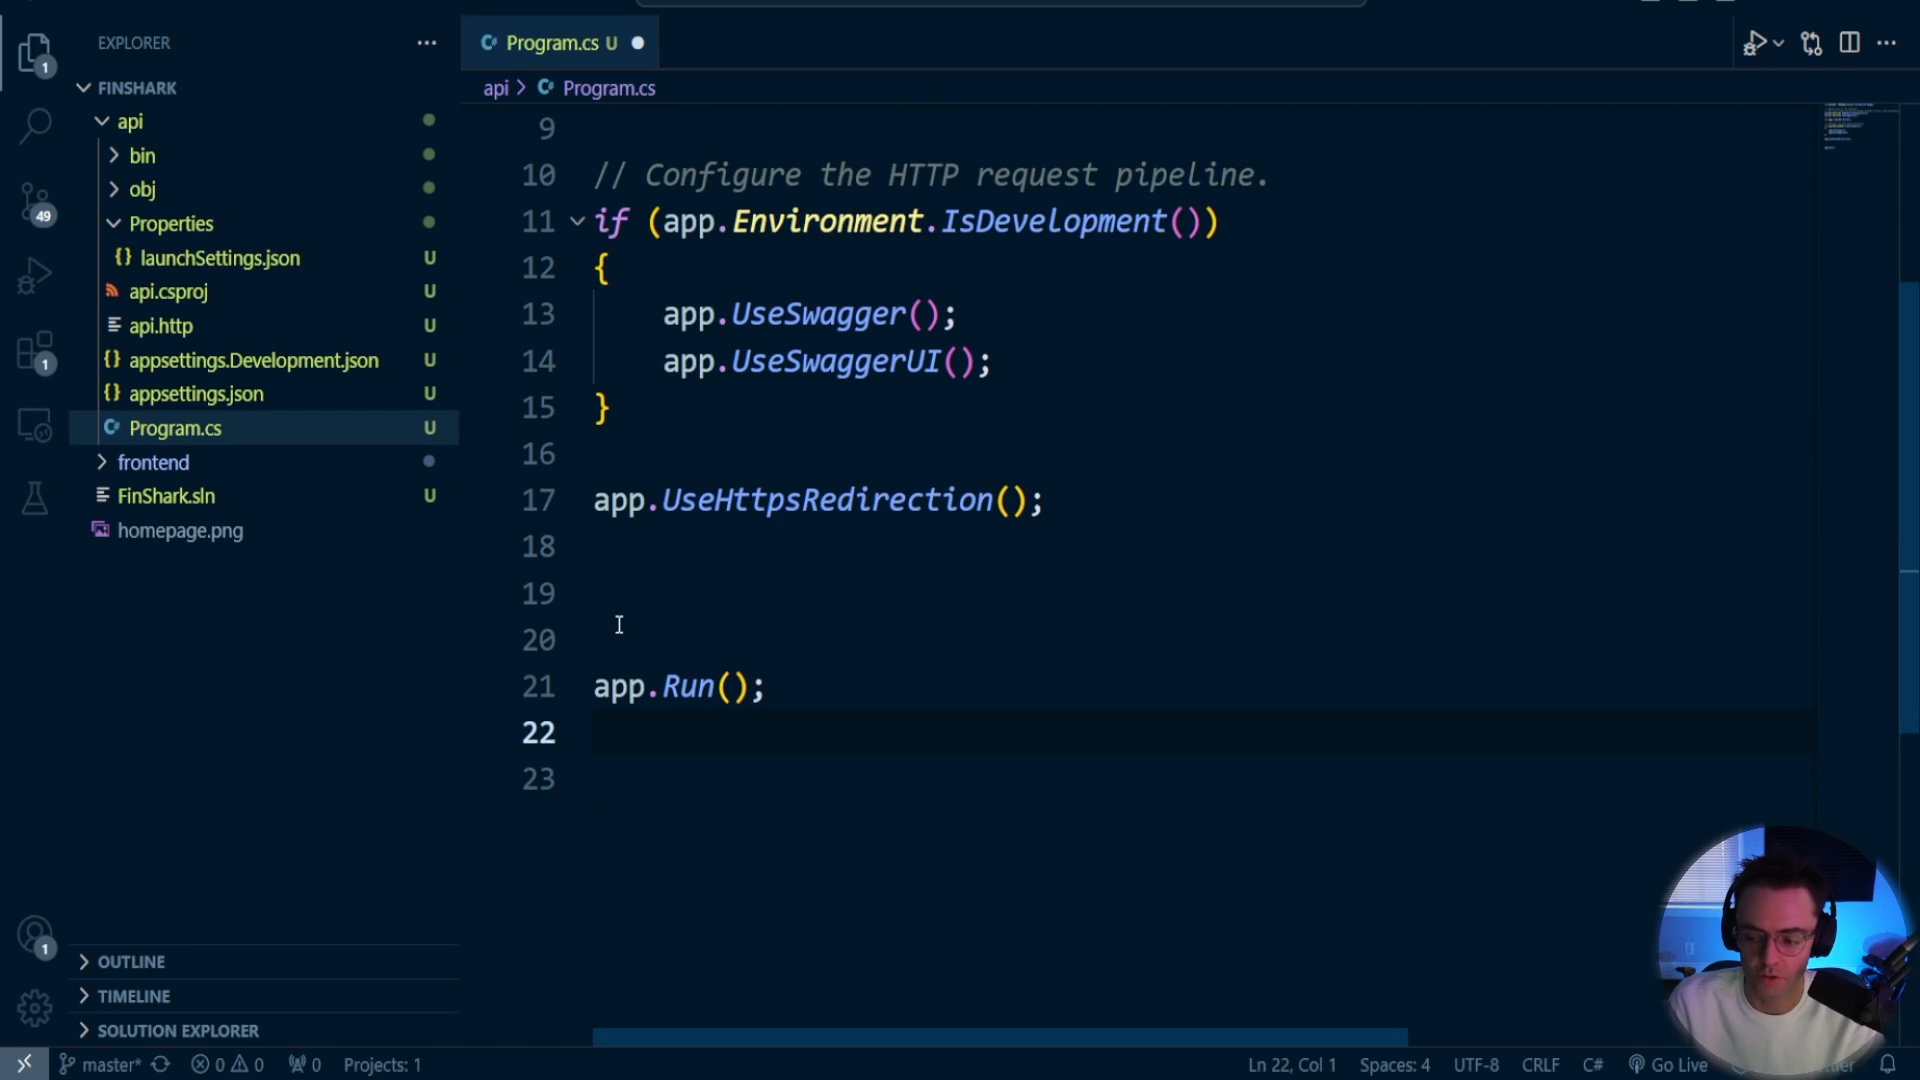 EXPLORER
Program.cs U
1
FINSHARK
api > Program.cs
api
bin
obj
49
Properties
launchSettings.json U
api.csproj U
api.http U
1
appsettings.Development.json U
appsettings.json U
Program.cs U
frontend
FinShark.sln U
homepage.png
9
10 // Configure the HTTP request pipeline.
11 if (app.Environment.IsDevelopment())
12 {
13 app.UseSwagger();
14 app.UseSwaggerUI();
15 }
16
17 app.UseHttpsRedirection();
18
19
20
21 app.Run();
22
23
1
OUTLINE
TIMELINE
SOLUTION EXPLORER
master* 0 0 0 Projects: 1 Ln 22, Col 1 Spaces: 4 UTF-8 CRLF C# Go Live